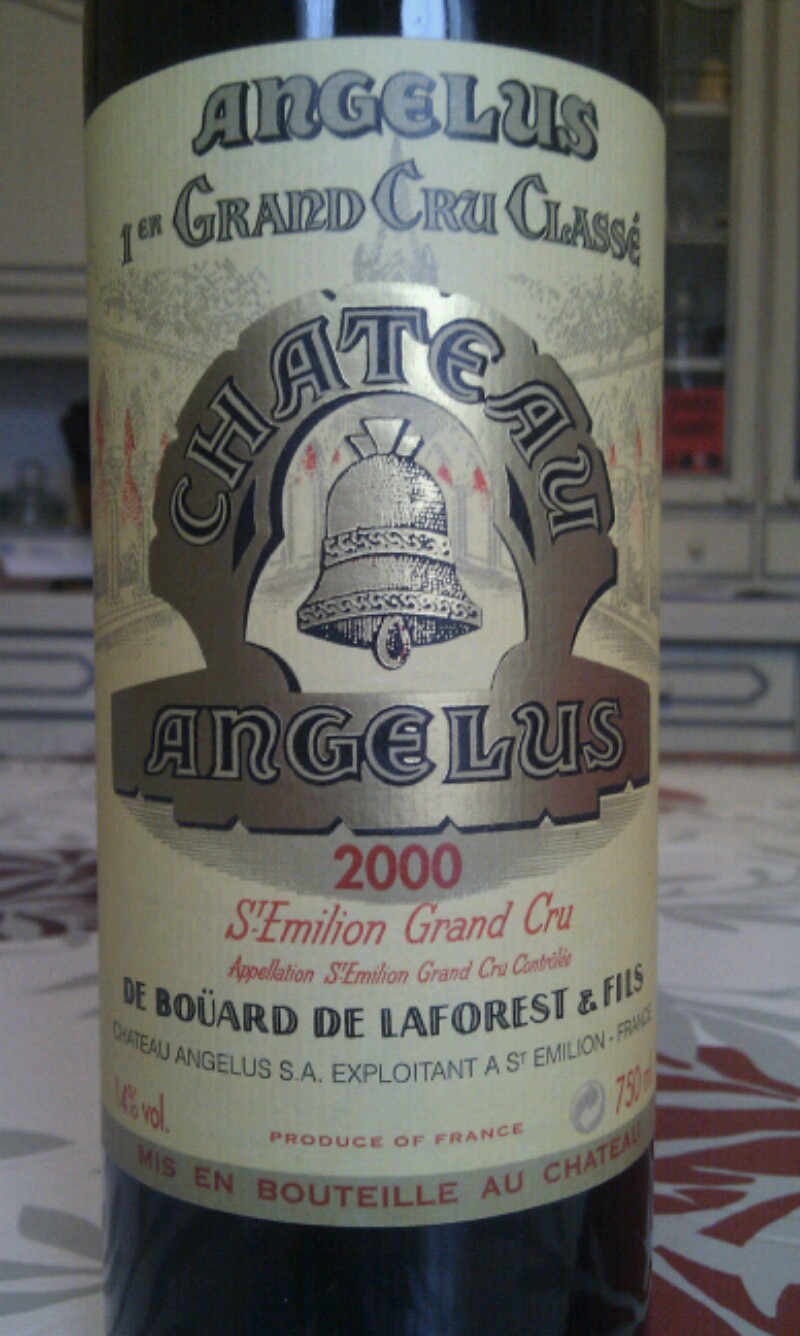 ANGELUS
1ER GRAND CRU CLASSÉ
CHATEAU
ANGELUS
2000
ST-Emilion Grand Cru
Appellation ST-Emilion Grand Cru Contrôlée
DE BOÜARD DE LAFOREST & FILS
CHATEAU ANGELUS S.A. EXPLOITANT A ST EMILION - FRANCE
14% vol.
750 ml
PRODUCE OF FRANCE
MIS EN BOUTEILLE AU CHATEAU